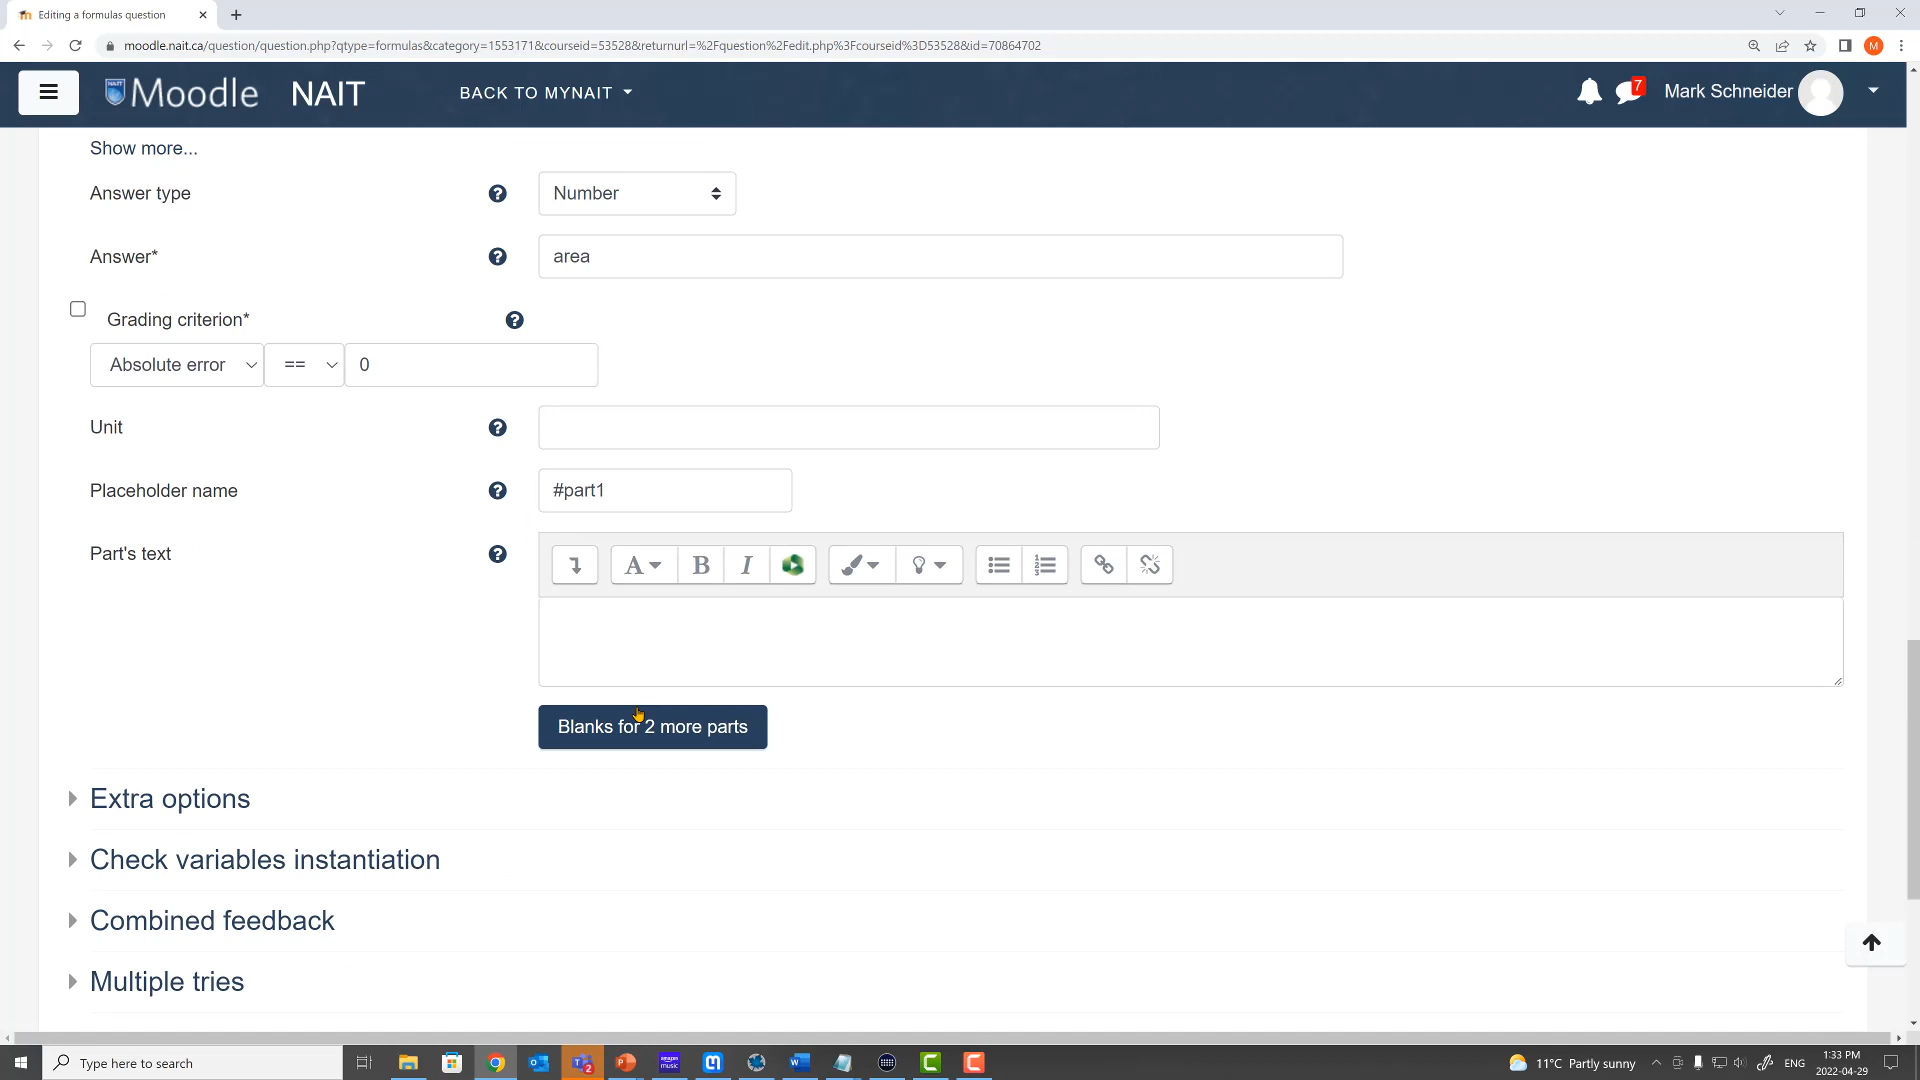 Editing a formulas question
moodle.nait.ca/question/question.php?qtype=formulas&category=1553171&courseid=53528&returnurl=%2Fquestion%2Fedit.php%3Fcourseid%3D53528&id=70864702
M
NAIT
Moodle
NAIT
BACK TO MYNAIT
7
Mark Schneider
Show more...
Answer type
Number
Answer*
area
Grading criterion*
Absolute error
==
0
Unit
Placeholder name
#part1
Part's text
A
B
I
Blanks for 2 more parts
Extra options
Check variables instantiation
Combined feedback
Multiple tries
Type here to search
2
amazon music
11°C Partly sunny
ENG
1:33 PM
2022-04-29